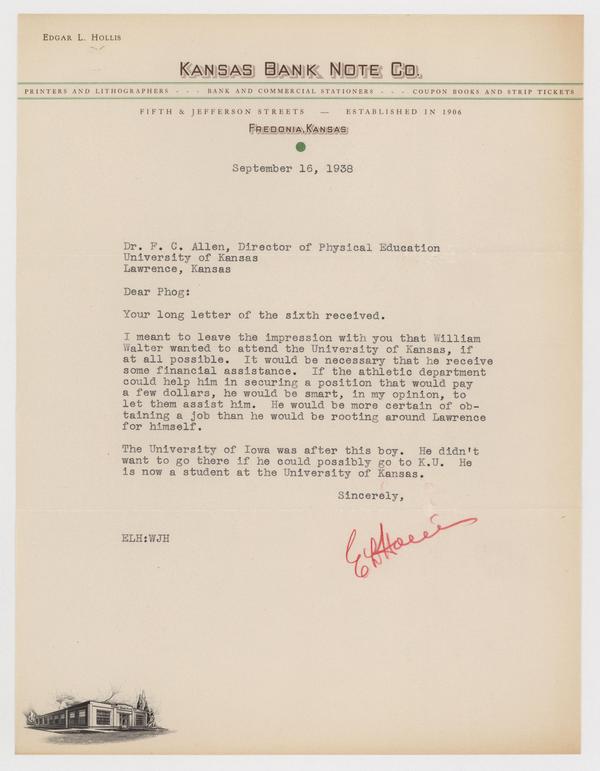 EDGAR L. HOLLIS
KANSAS BANK NOTE CO.
PRINTERS AND LITHOGRAPHERS - - - BANK AND COMMERCIAL STATIONERS - - - COUPON BOOKS AND STRIP TICKETS
FIFTH & JEFFERSON STREETS — ESTABLISHED IN 1906
FREDONIA, KANSAS
September 16, 1938
Dr. F. C. Allen, Director of Physical Education
University of Kansas
Lawrence, Kansas
Dear Phog:
Your long letter of the sixth received.
I meant to leave the impression with you that William
Walter wanted to attend the University of Kansas, if
at all possible. It would be necessary that he receive
some financial assistance. If the athletic department
could help him in securing a position that would pay
a few dollars, he would be smart, in my opinion, to
let them assist him. He would be more certain of ob-
taining a job than he would be rooting around Lawrence
for himself.
The University of Iowa was after this boy. He didn't
want to go there if he could possibly go to K.U. He
is now a student at the University of Kansas.
Sincerely,
E L Hollis
ELH:WJH